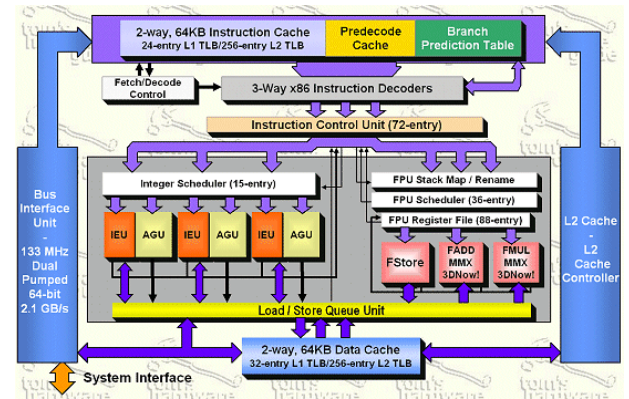 2-way, 64KB Instruction Cache
24-entry L1 TLB/256-entry L2 TLB
Predecode
Cache
Branch
Prediction Table
Fetch/Decode
Control
3-Way x86 Instruction Decoders
Instruction Control Unit (72-entry)
Bus
Interface
Unit
-
133 MHz
Dual
Pumped
64-bit
2.1 GB/s
Integer Scheduler (15-entry)
FPU Stack Map / Rename
FPU Scheduler (36-entry)
FPU Register File (88-entry)
IEU
AGU
IEU
AGU
IEU
AGU
FStore
FADD
MMX
3DNow!
FMUL
MMX
3DNow!
L2 Cache
-
L2
Cache
Controller
Load / Store Queue Unit
2-way, 64KB Data Cache
32-entry L1 TLB/256-entry L2 TLB
System Interface